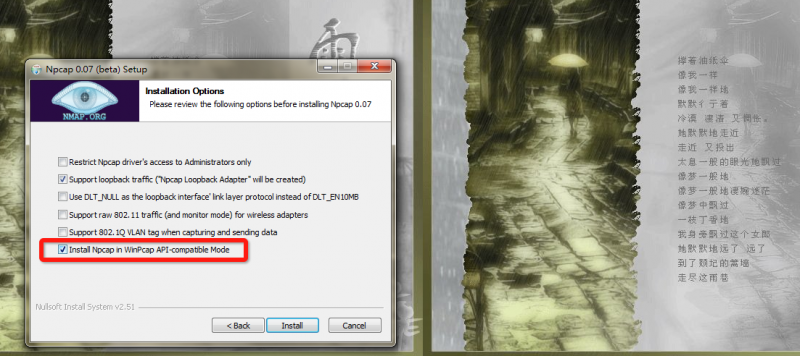 雨
Npcap 0.07 (beta) Setup
NMAP.ORG
Installation Options
Please review the following options before installing Npcap 0.07
Restrict Npcap driver's access to Administrators only
Support loopback traffic ("Npcap Loopback Adapter" will be created)
Use DLT_NULL as the loopback interface' link layer protocol instead of DLT_EN10MB
Support raw 802.11 traffic (and monitor mode) for wireless adapters
Support 802.1Q VLAN tag when capturing and sending data
Install Npcap in WinPcap API-compatible Mode
Nullsoft Install System v2.51
< Back
Install
Cancel
撑着油纸伞
像我一样
像我一样地
默默彳亍着
冷漠 凄清 又惆怅。
她默默地走近
走近 又投出
太息一般的眼光她飘过
像梦一般地
像梦一般地凄婉迷茫
像梦中飘过
一枝丁香地
我身旁飘过这个女郎
她默默地远了 远了
到了颓圮的篱墙
走尽这雨巷